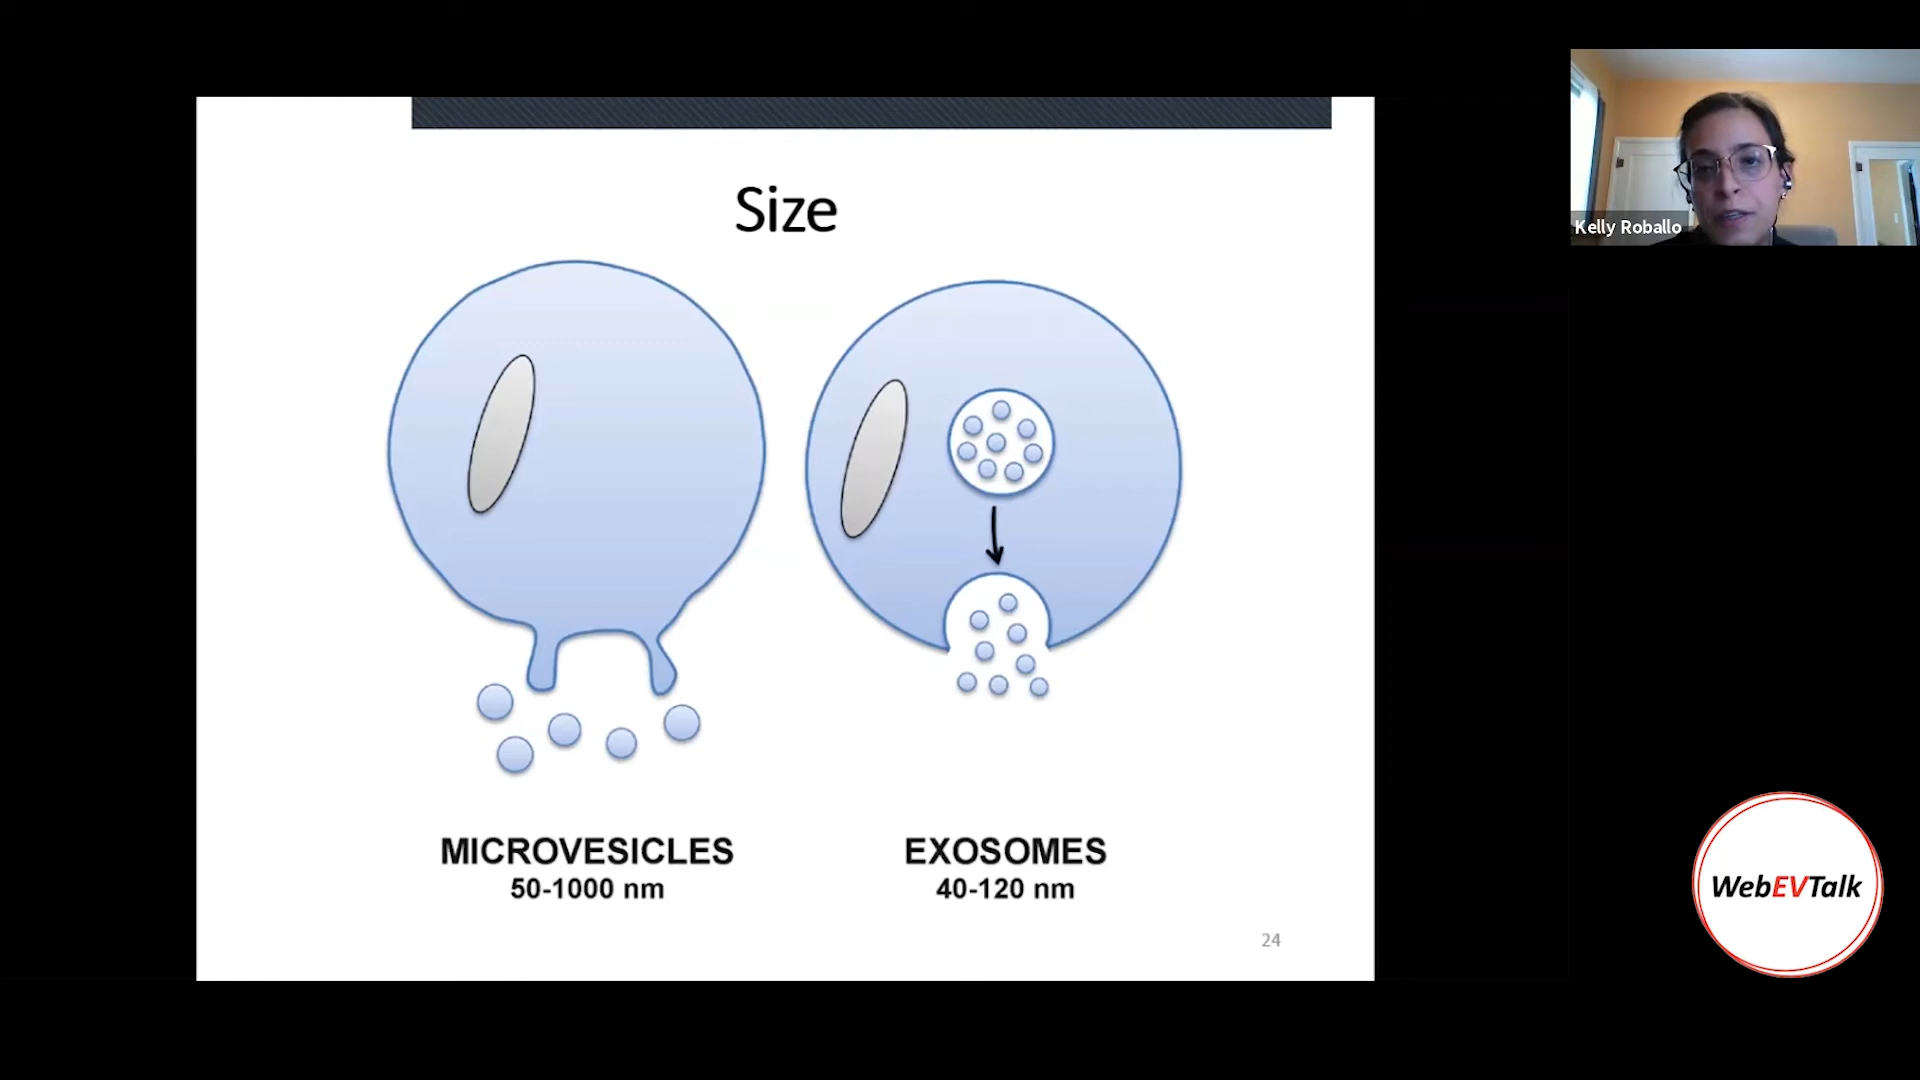 Size
MICROVESICLES
50-1000 nm
EXOSOMES
40-120 nm
24
Kelly Roballo
WebEVTalk